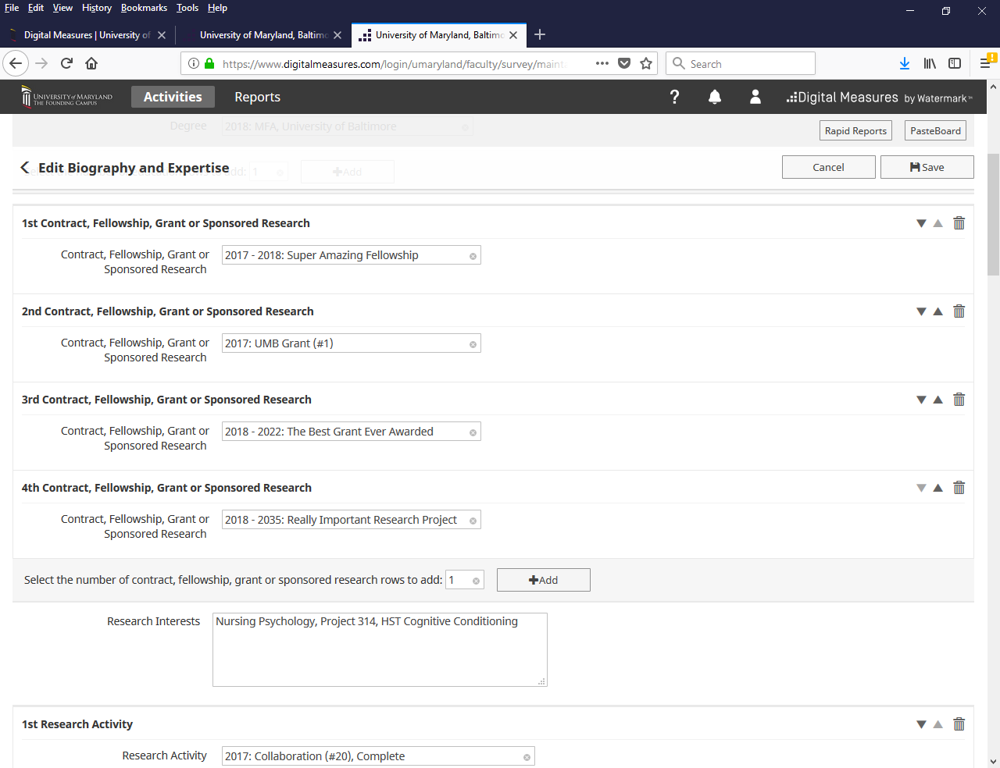 File Edit View History Bookmarks Tools Help
Digital Measures | University of
University of Maryland, Baltimo
University of Maryland, Baltimo
https://www.digitalmeasures.com/login/umaryland/faculty/survey/maint
Search
UNIVERSITY of MARYLAND
THE FOUNDING CAMPUS
Activities
Reports
Digital Measures by Watermark™
Degree
2018: MFA, University of Baltimore
Rapid Reports
PasteBoard
Edit Biography and Expertise
add: 1
Add
Cancel
Save
1st Contract, Fellowship, Grant or Sponsored Research
Contract, Fellowship, Grant or
Sponsored Research
2017 - 2018: Super Amazing Fellowship
2nd Contract, Fellowship, Grant or Sponsored Research
Contract, Fellowship, Grant or
Sponsored Research
2017: UMB Grant (#1)
3rd Contract, Fellowship, Grant or Sponsored Research
Contract, Fellowship, Grant or
Sponsored Research
2018 - 2022: The Best Grant Ever Awarded
4th Contract, Fellowship, Grant or Sponsored Research
Contract, Fellowship, Grant or
Sponsored Research
2018 - 2035: Really Important Research Project
Select the number of contract, fellowship, grant or sponsored research rows to add: 1
Add
Research Interests
Nursing Psychology, Project 314, HST Cognitive Conditioning
1st Research Activity
Research Activity
2017: Collaboration (#20), Complete